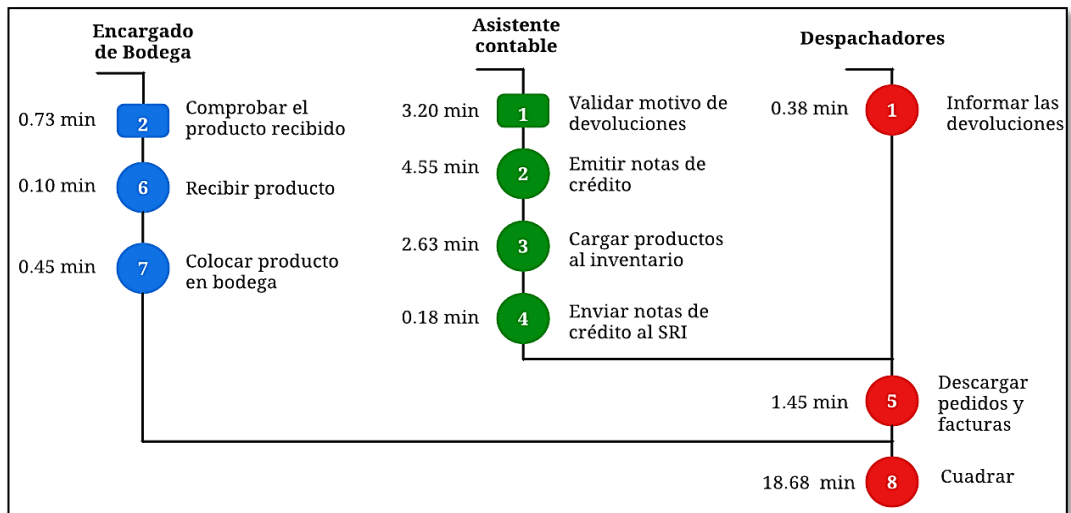 Encargado
de Bodega
0.73 min
2
Comprobar el
producto recibido
0.10 min
6
Recibir producto
0.45 min
7
Colocar producto
en bodega
Asistente
contable
3.20 min
1
Validar motivo de
devoluciones
4.55 min
2
Emitir notas de
crédito
2.63 min
3
Cargar productos
al inventario
0.18 min
4
Enviar notas de
crédito al SRI
Despachadores
0.38 min
1
Informar las
devoluciones
1.45 min
5
Descargar
pedidos y
facturas
18.68 min
8
Cuadrar